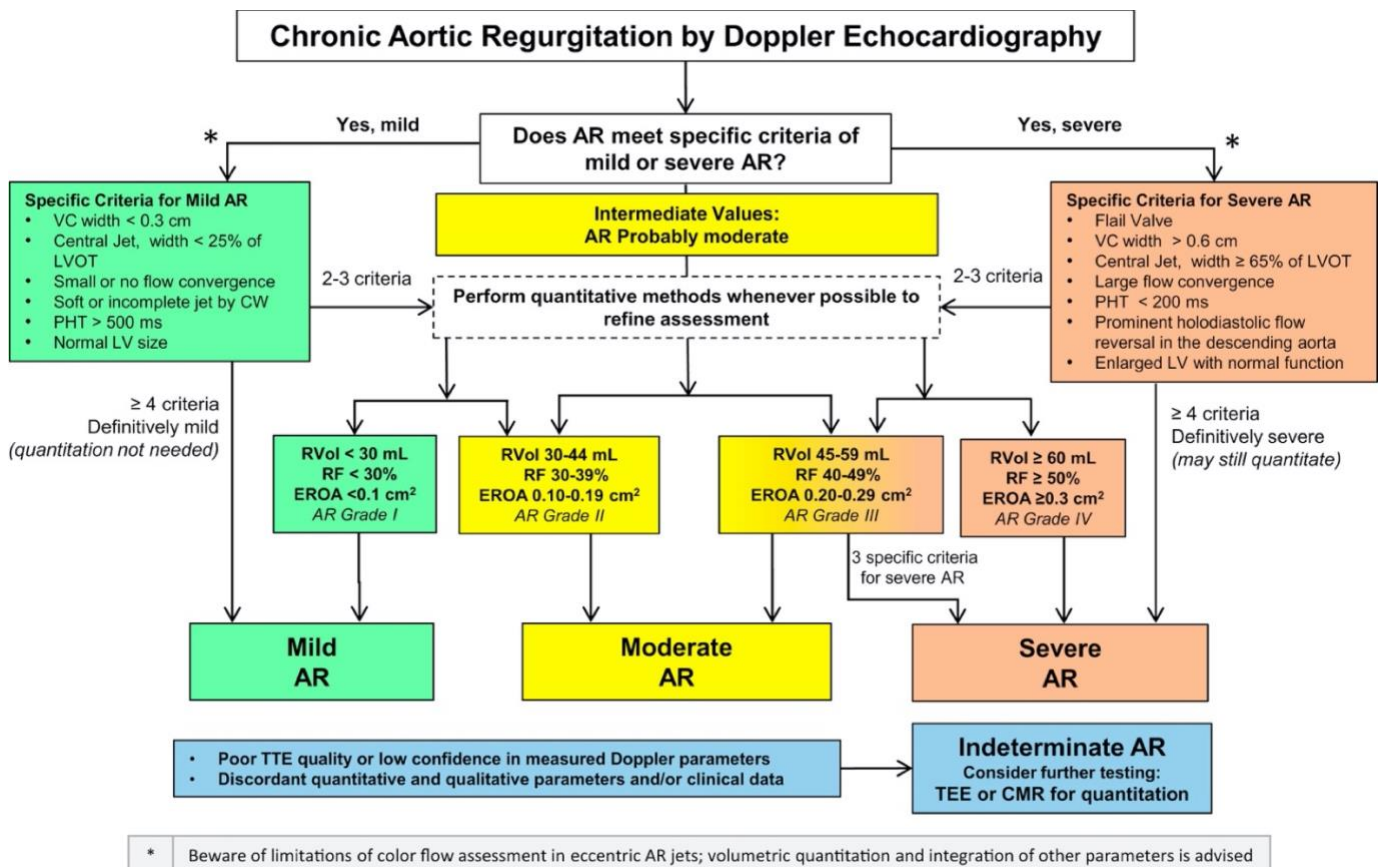 Chronic Aortic Regurgitation by Doppler Echocardiography
*
Yes, mild
Does AR meet specific criteria of
mild or severe AR?
Yes, severe
*
Specific Criteria for Mild AR
• VC width < 0.3 cm
• Central Jet, width < 25% of
LVOT
• Small or no flow convergence
• Soft or incomplete jet by CW
• PHT > 500 ms
• Normal LV size
Intermediate Values:
AR Probably moderate
Specific Criteria for Severe AR
• Flail Valve
• VC width > 0.6 cm
• Central Jet, width ≥ 65% of LVOT
• Large flow convergence
• PHT < 200 ms
• Prominent holodiastolic flow
reversal in the descending aorta
• Enlarged LV with normal function
2-3 criteria
Perform quantitative methods whenever possible to
refine assessment
2-3 criteria
≥ 4 criteria
Definitively mild
(quantitation not needed)
RVol < 30 mL
RF < 30%
EROA <0.1 cm²
AR Grade I
RVol 30-44 mL
RF 30-39%
EROA 0.10-0.19 cm²
AR Grade II
RVol 45-59 mL
RF 40-49%
EROA 0.20-0.29 cm²
AR Grade III
RVol ≥ 60 mL
RF ≥ 50%
EROA ≥0.3 cm²
AR Grade IV
≥ 4 criteria
Definitively severe
(may still quantitate)
3 specific criteria
for severe AR
Mild
AR
Moderate
AR
Severe
AR
• Poor TTE quality or low confidence in measured Doppler parameters
• Discordant quantitative and qualitative parameters and/or clinical data
Indeterminate AR
Consider further testing:
TEE or CMR for quantitation
* Beware of limitations of color flow assessment in eccentric AR jets; volumetric quantitation and integration of other parameters is advised